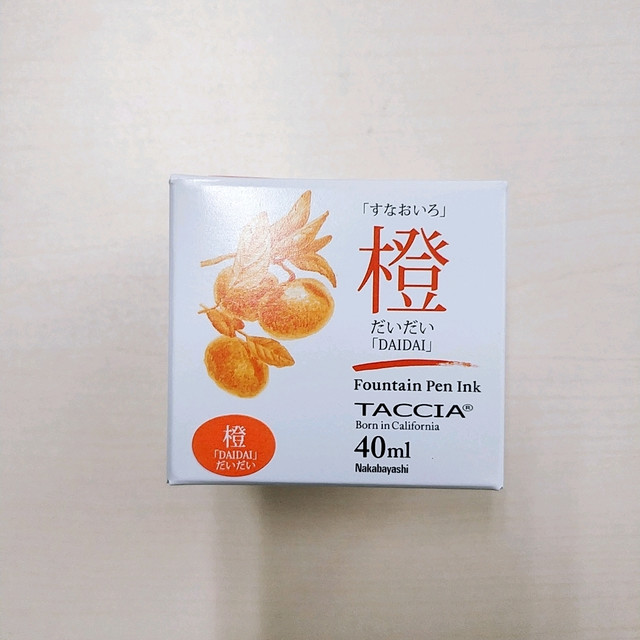 「すなおいろ」
橙
だいだい
「DAIDAI」
Fountain Pen Ink
TACCIA®
Born in California
40ml
Nakabayashi
橙
「DAIDAI」
だいだい